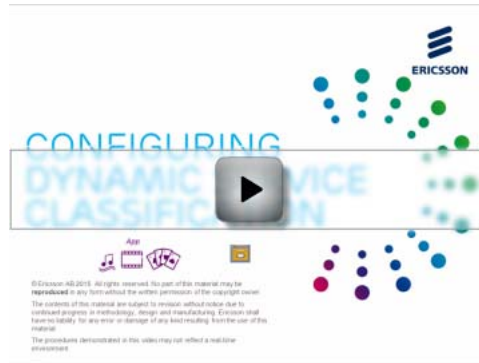 ERICSSON
CONFIGURING
DYNAMIC
CLASSIFIC
App
© Ericsson AB 2015. All rights reserved. No part of this material may be
reproduced in any form without the written permission of the copyright owner.
The contents of this material are subject to revision without notice due to
continued progress in methodology, design and manufacturing. Ericsson shall
have no liability for any error or damage of any kind resulting from the use of this
material.
The procedures demonstrated in this video may not reflect a real-time
environment.